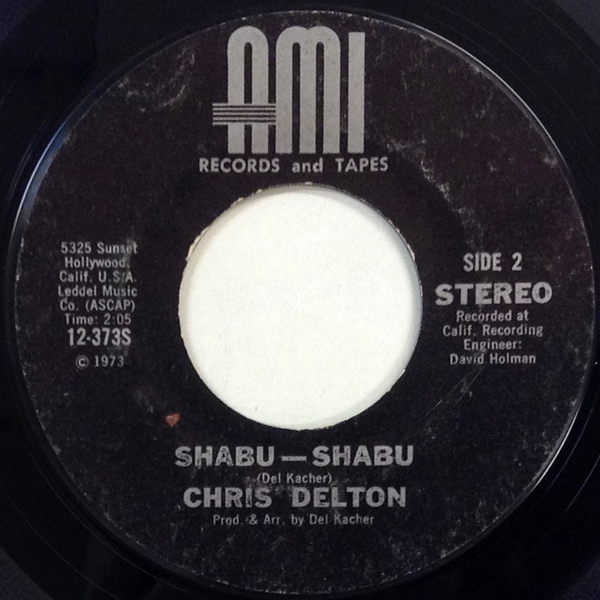 AMI
RECORDS and TAPES
5325 Sunset
Hollywood,
Calif. U.S.A.
Leddel Music
Co. (ASCAP)
Time: 2:05
12-373S
© 1973
SIDE 2
STEREO
Recorded at
Calif. Recording
Engineer:
David Holman
SHABU — SHABU
(Del Kacher)
CHRIS DELTON
Prod. & Arr. by Del Kacher